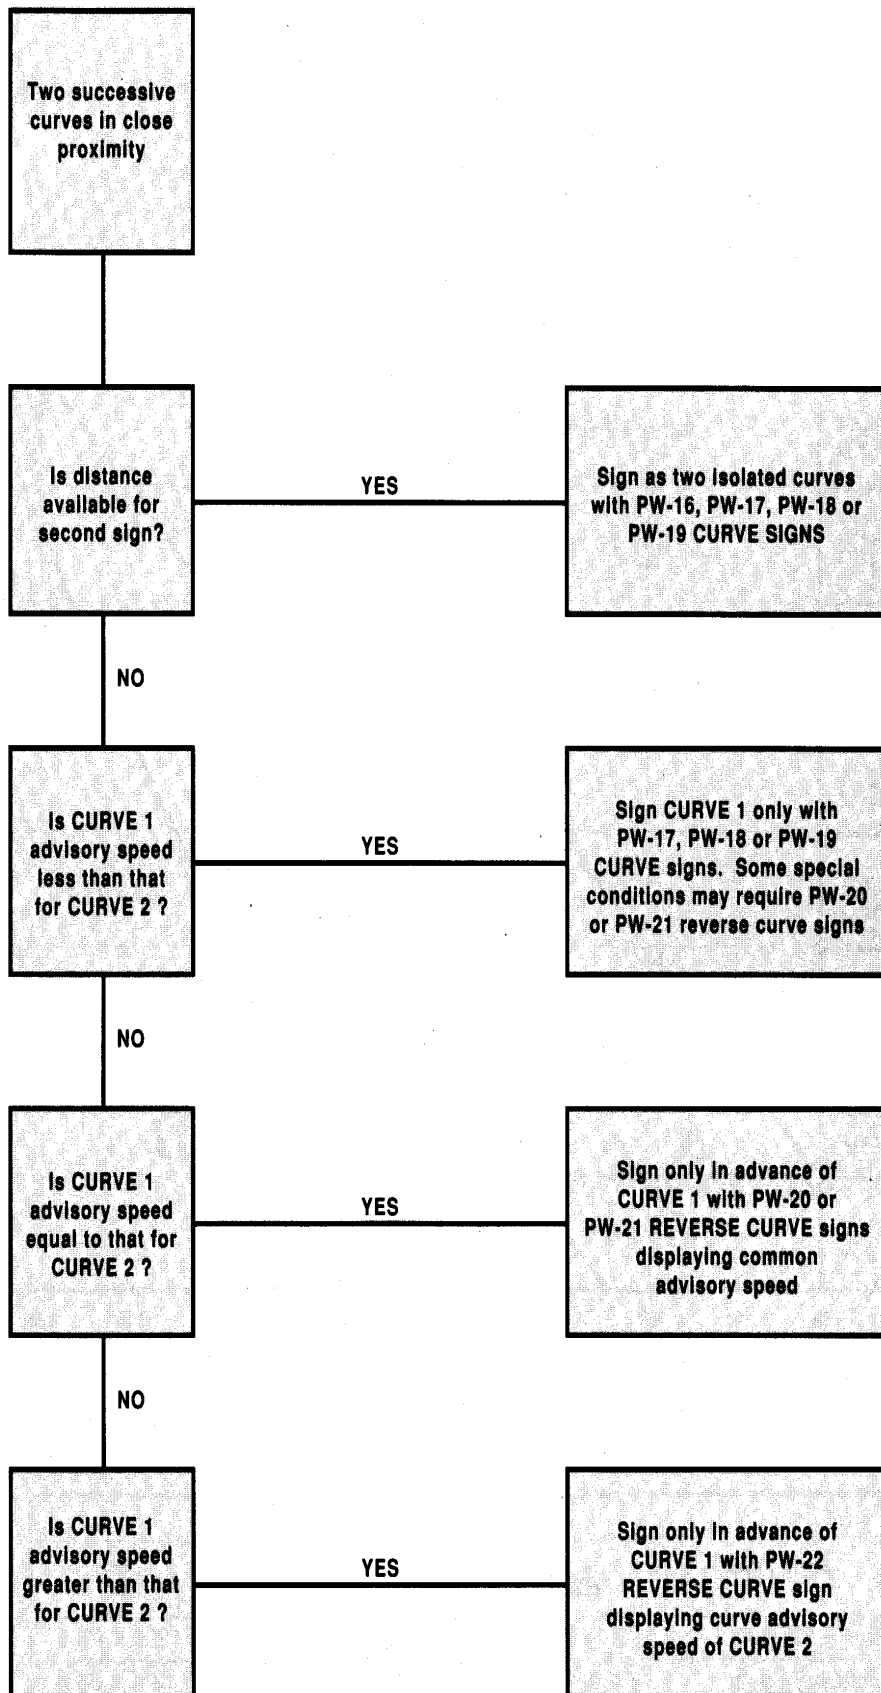 Two successive
curves in close
proximity
Is distance
available for
second sign?
YES
Sign as two isolated curves
with PW-16, PW-17, PW-18 or
PW-19 CURVE SIGNS
NO
Is CURVE 1
advisory speed
less than that
for CURVE 2 ?
YES
Sign CURVE 1 only with
PW-17, PW-18 or PW-19
CURVE signs. Some special
conditions may require PW-20
or PW-21 reverse curve signs
NO
Is CURVE 1
advisory speed
equal to that for
CURVE 2 ?
YES
Sign only in advance of
CURVE 1 with PW-20 or
PW-21 REVERSE CURVE signs
displaying common
advisory speed
NO
Is CURVE 1
advisory speed
greater than that
for CURVE 2 ?
YES
Sign only in advance of
CURVE 1 with PW-22
REVERSE CURVE sign
displaying curve advisory
speed of CURVE 2